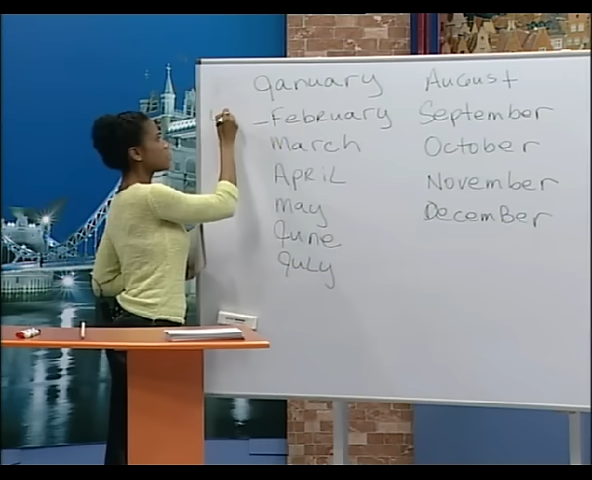 January
- February
March
April
May
June
July
August
September
October
November
December